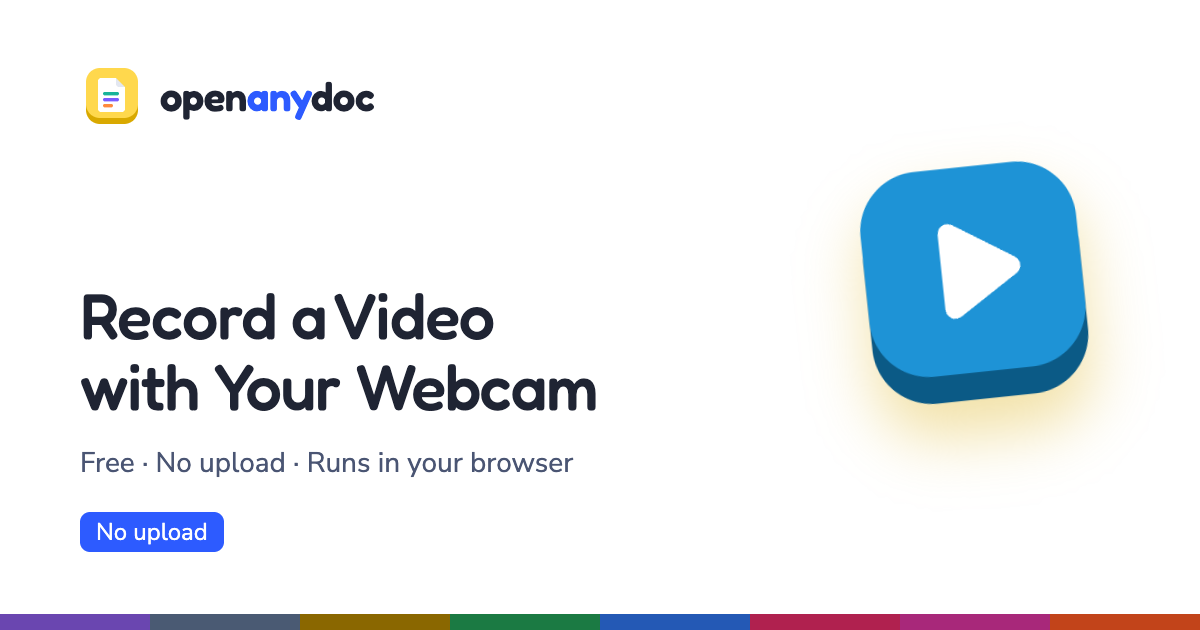 openanydoc
Record a Video
with Your Webcam
Free · No upload · Runs in your browser
No upload